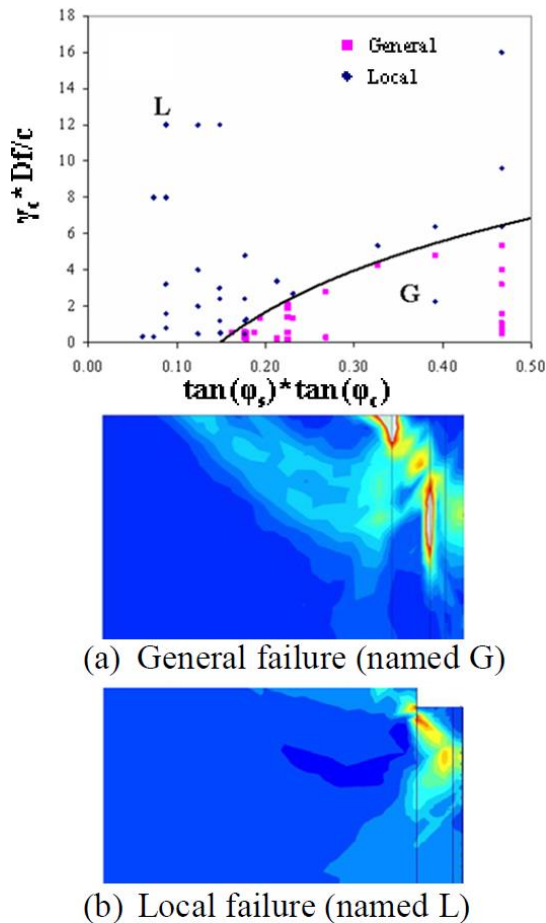 18
16
14
12
10
8
6
4
2
0
General
Local
L
G
γc*Df/c
0.00 0.10 0.20 0.30 0.40 0.50
tan(φs)*tan(φc)
(a) General failure (named G)
(b) Local failure (named L)